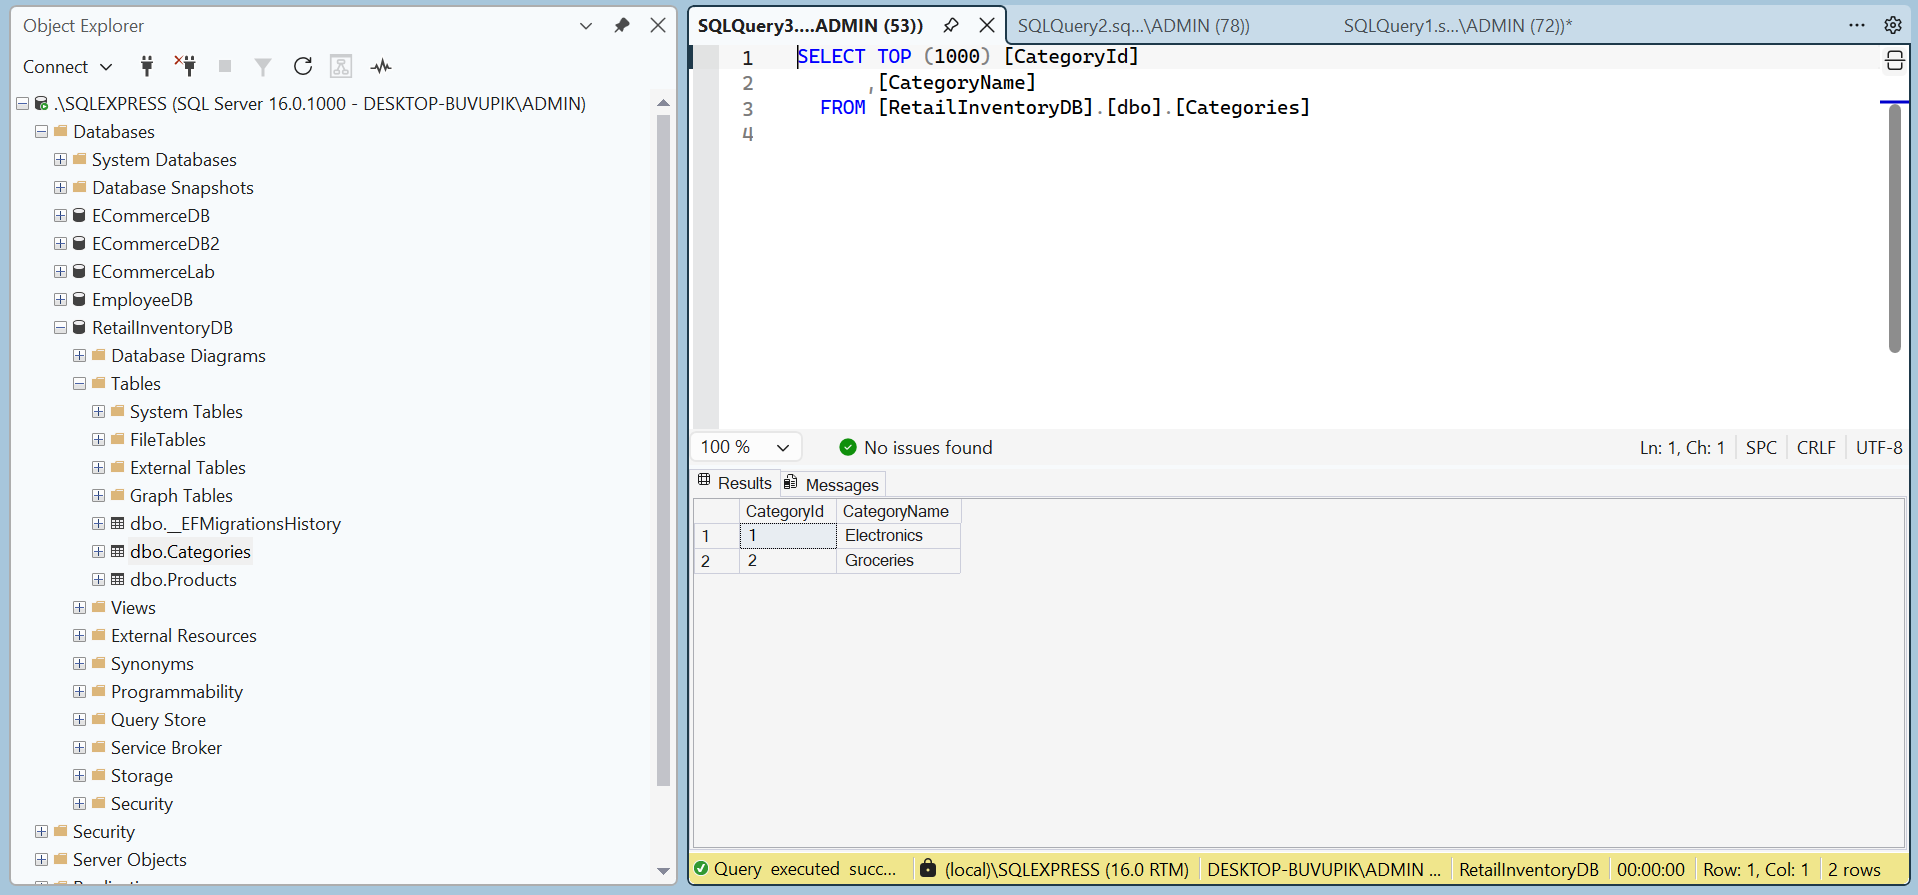 Object Explorer
Connect
.\SQLEXPRESS (SQL Server 16.0.1000 - DESKTOP-BUVUPIK\ADMIN)
Databases
System Databases
Database Snapshots
ECommerceDB
ECommerceDB2
ECommerceLab
EmployeeDB
RetailInventoryDB
Database Diagrams
Tables
System Tables
FileTables
External Tables
Graph Tables
dbo.__EFMigrationsHistory
dbo.Categories
dbo.Products
Views
External Resources
Synonyms
Programmability
Query Store
Service Broker
Storage
Security
Security
Server Objects
SQLQuery3....ADMIN (53)) SQLQuery2.sq...\ADMIN (78)) SQLQuery1.s...\ADMIN (72))*
1 SELECT TOP (1000) [CategoryId]
2 ,[CategoryName]
3 FROM [RetailInventoryDB].[dbo].[Categories]
4
100 % No issues found Ln: 1, Ch: 1 SPC CRLF UTF-8
Results Messages
CategoryId CategoryName
1 1 Electronics
2 2 Groceries
Query executed succ... (local)\SQLEXPRESS (16.0 RTM) DESKTOP-BUVUPIK\ADMIN ... RetailInventoryDB 00:00:00 Row: 1, Col: 1 2 rows